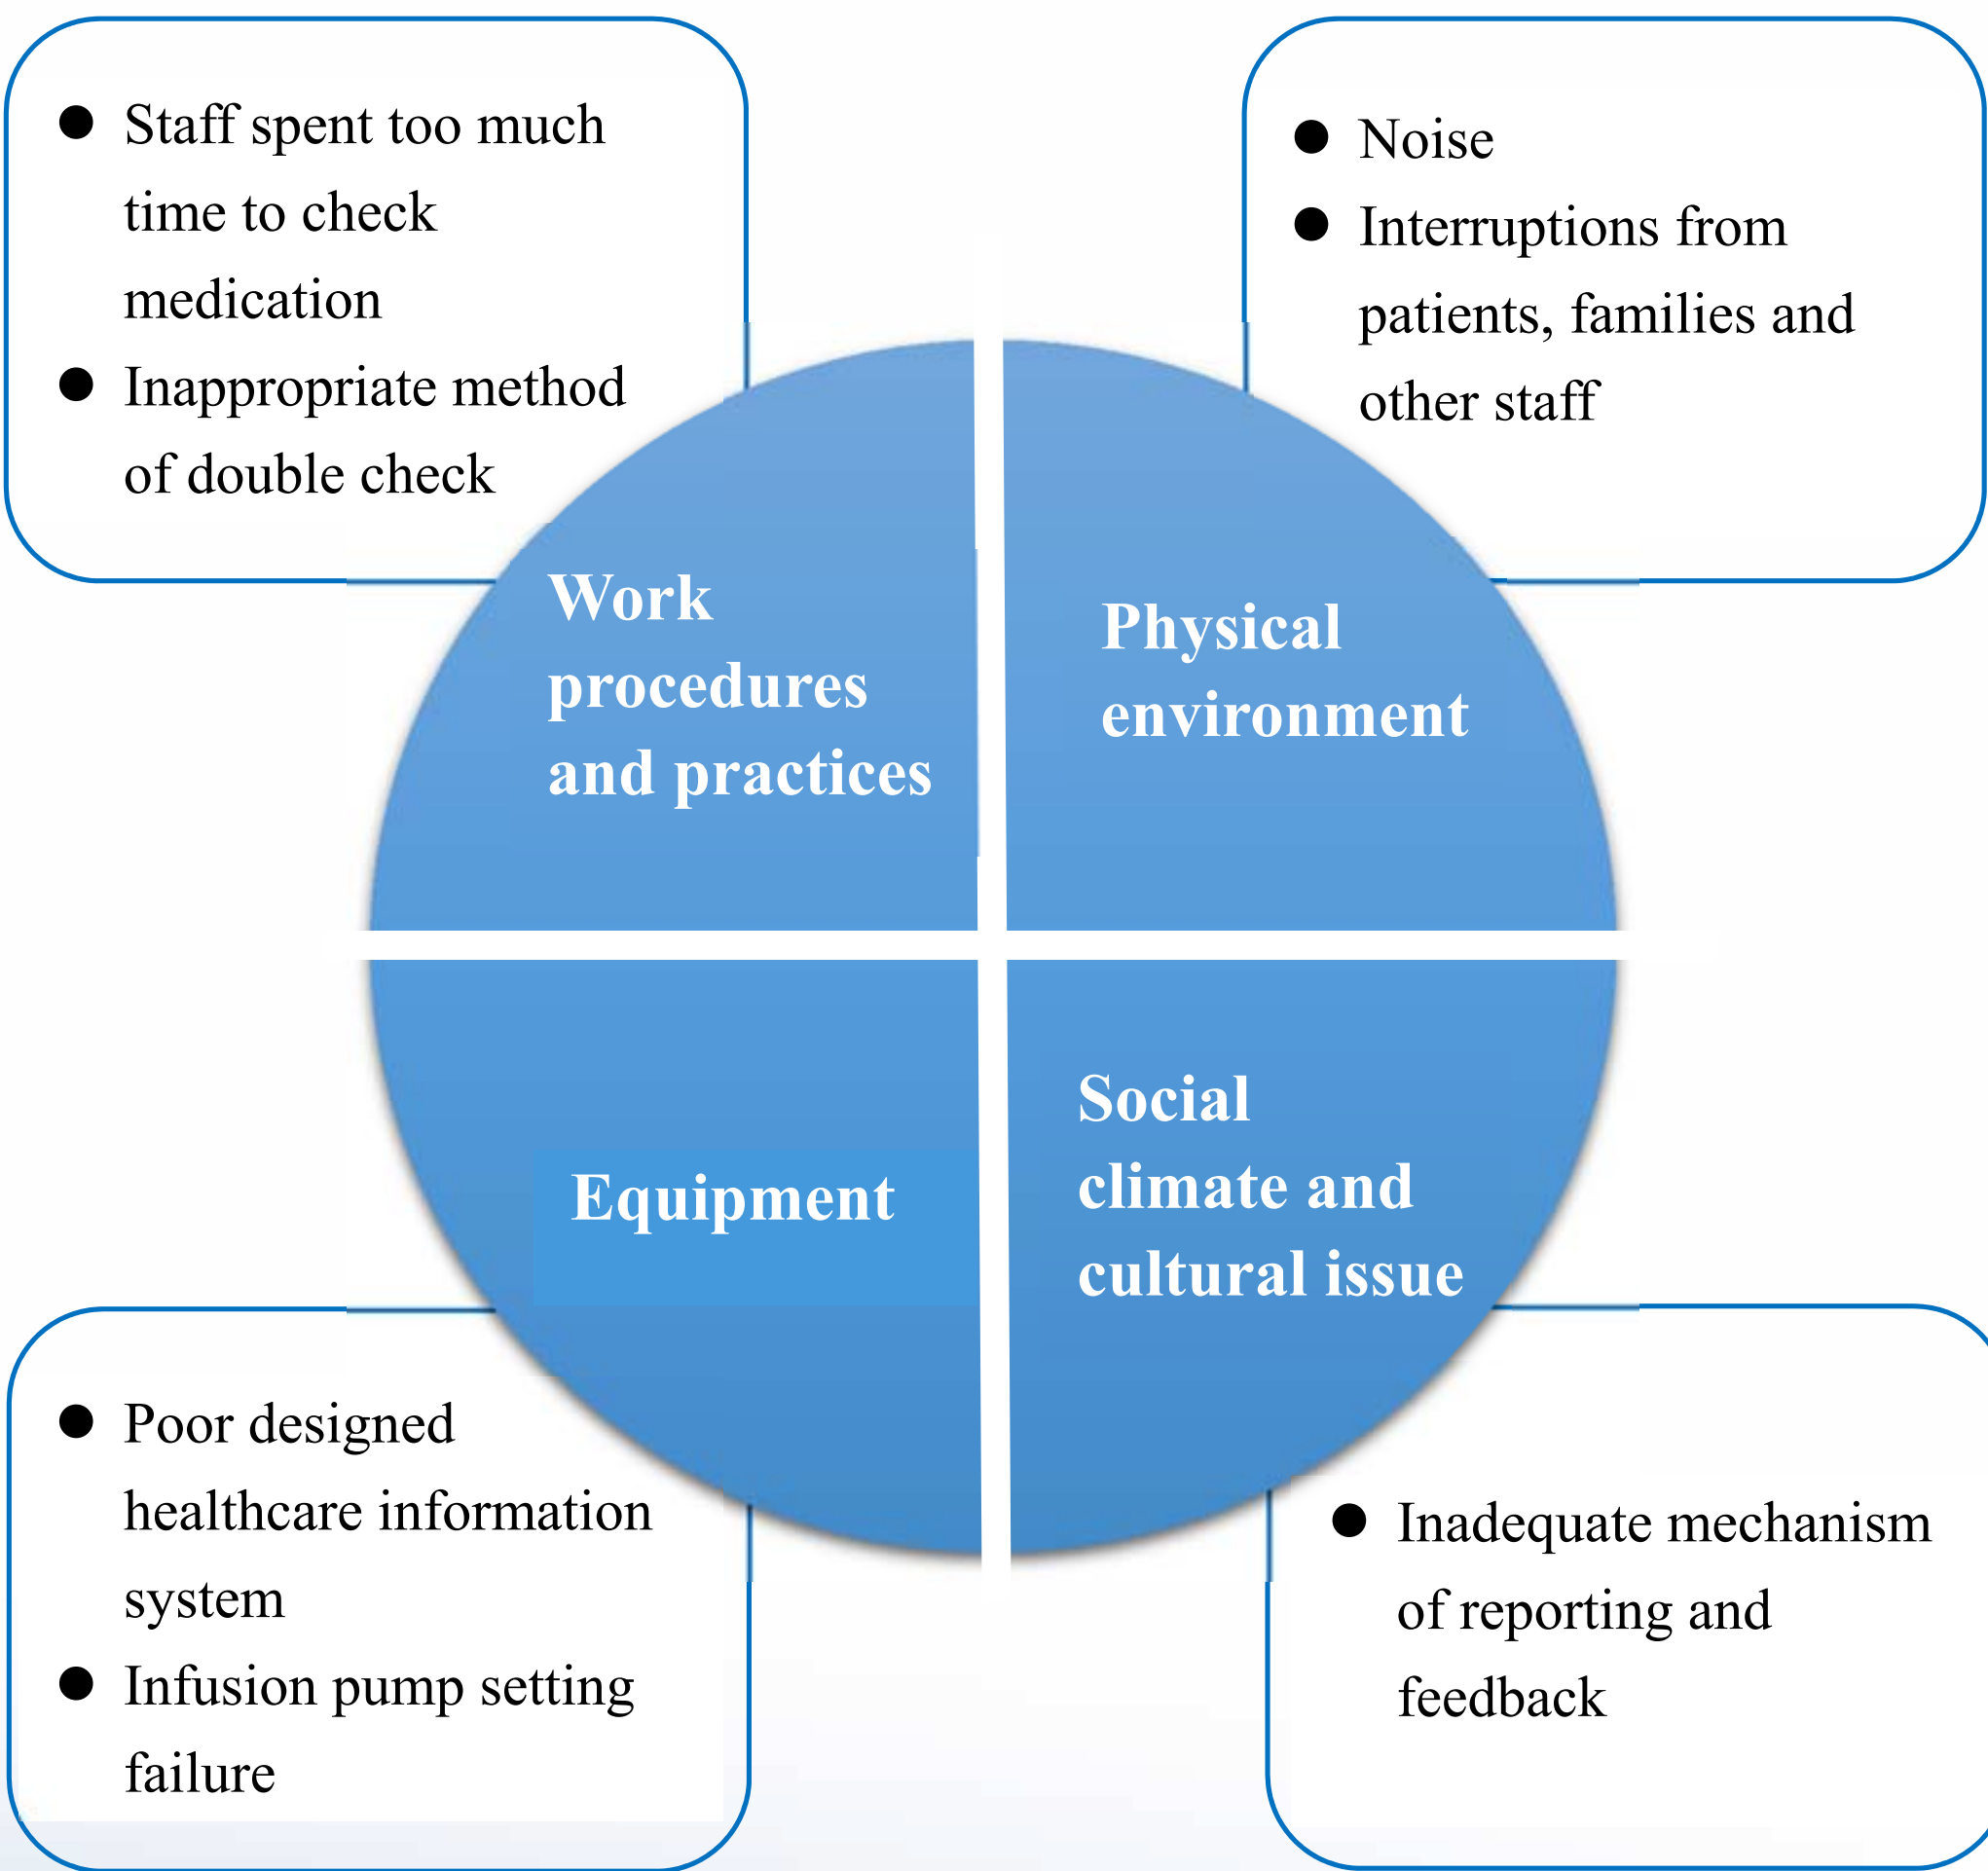 ● Staff spent too much
time to check
medication
● Inappropriate method
of double check
● Noise
● Interruptions from
patients, families and
other staff
Work
procedures
and practices
Physical
environment
Equipment
Social
climate and
cultural issue
● Poor designed
healthcare information
system
● Infusion pump setting
failure
● Inadequate mechanism
of reporting and
feedback